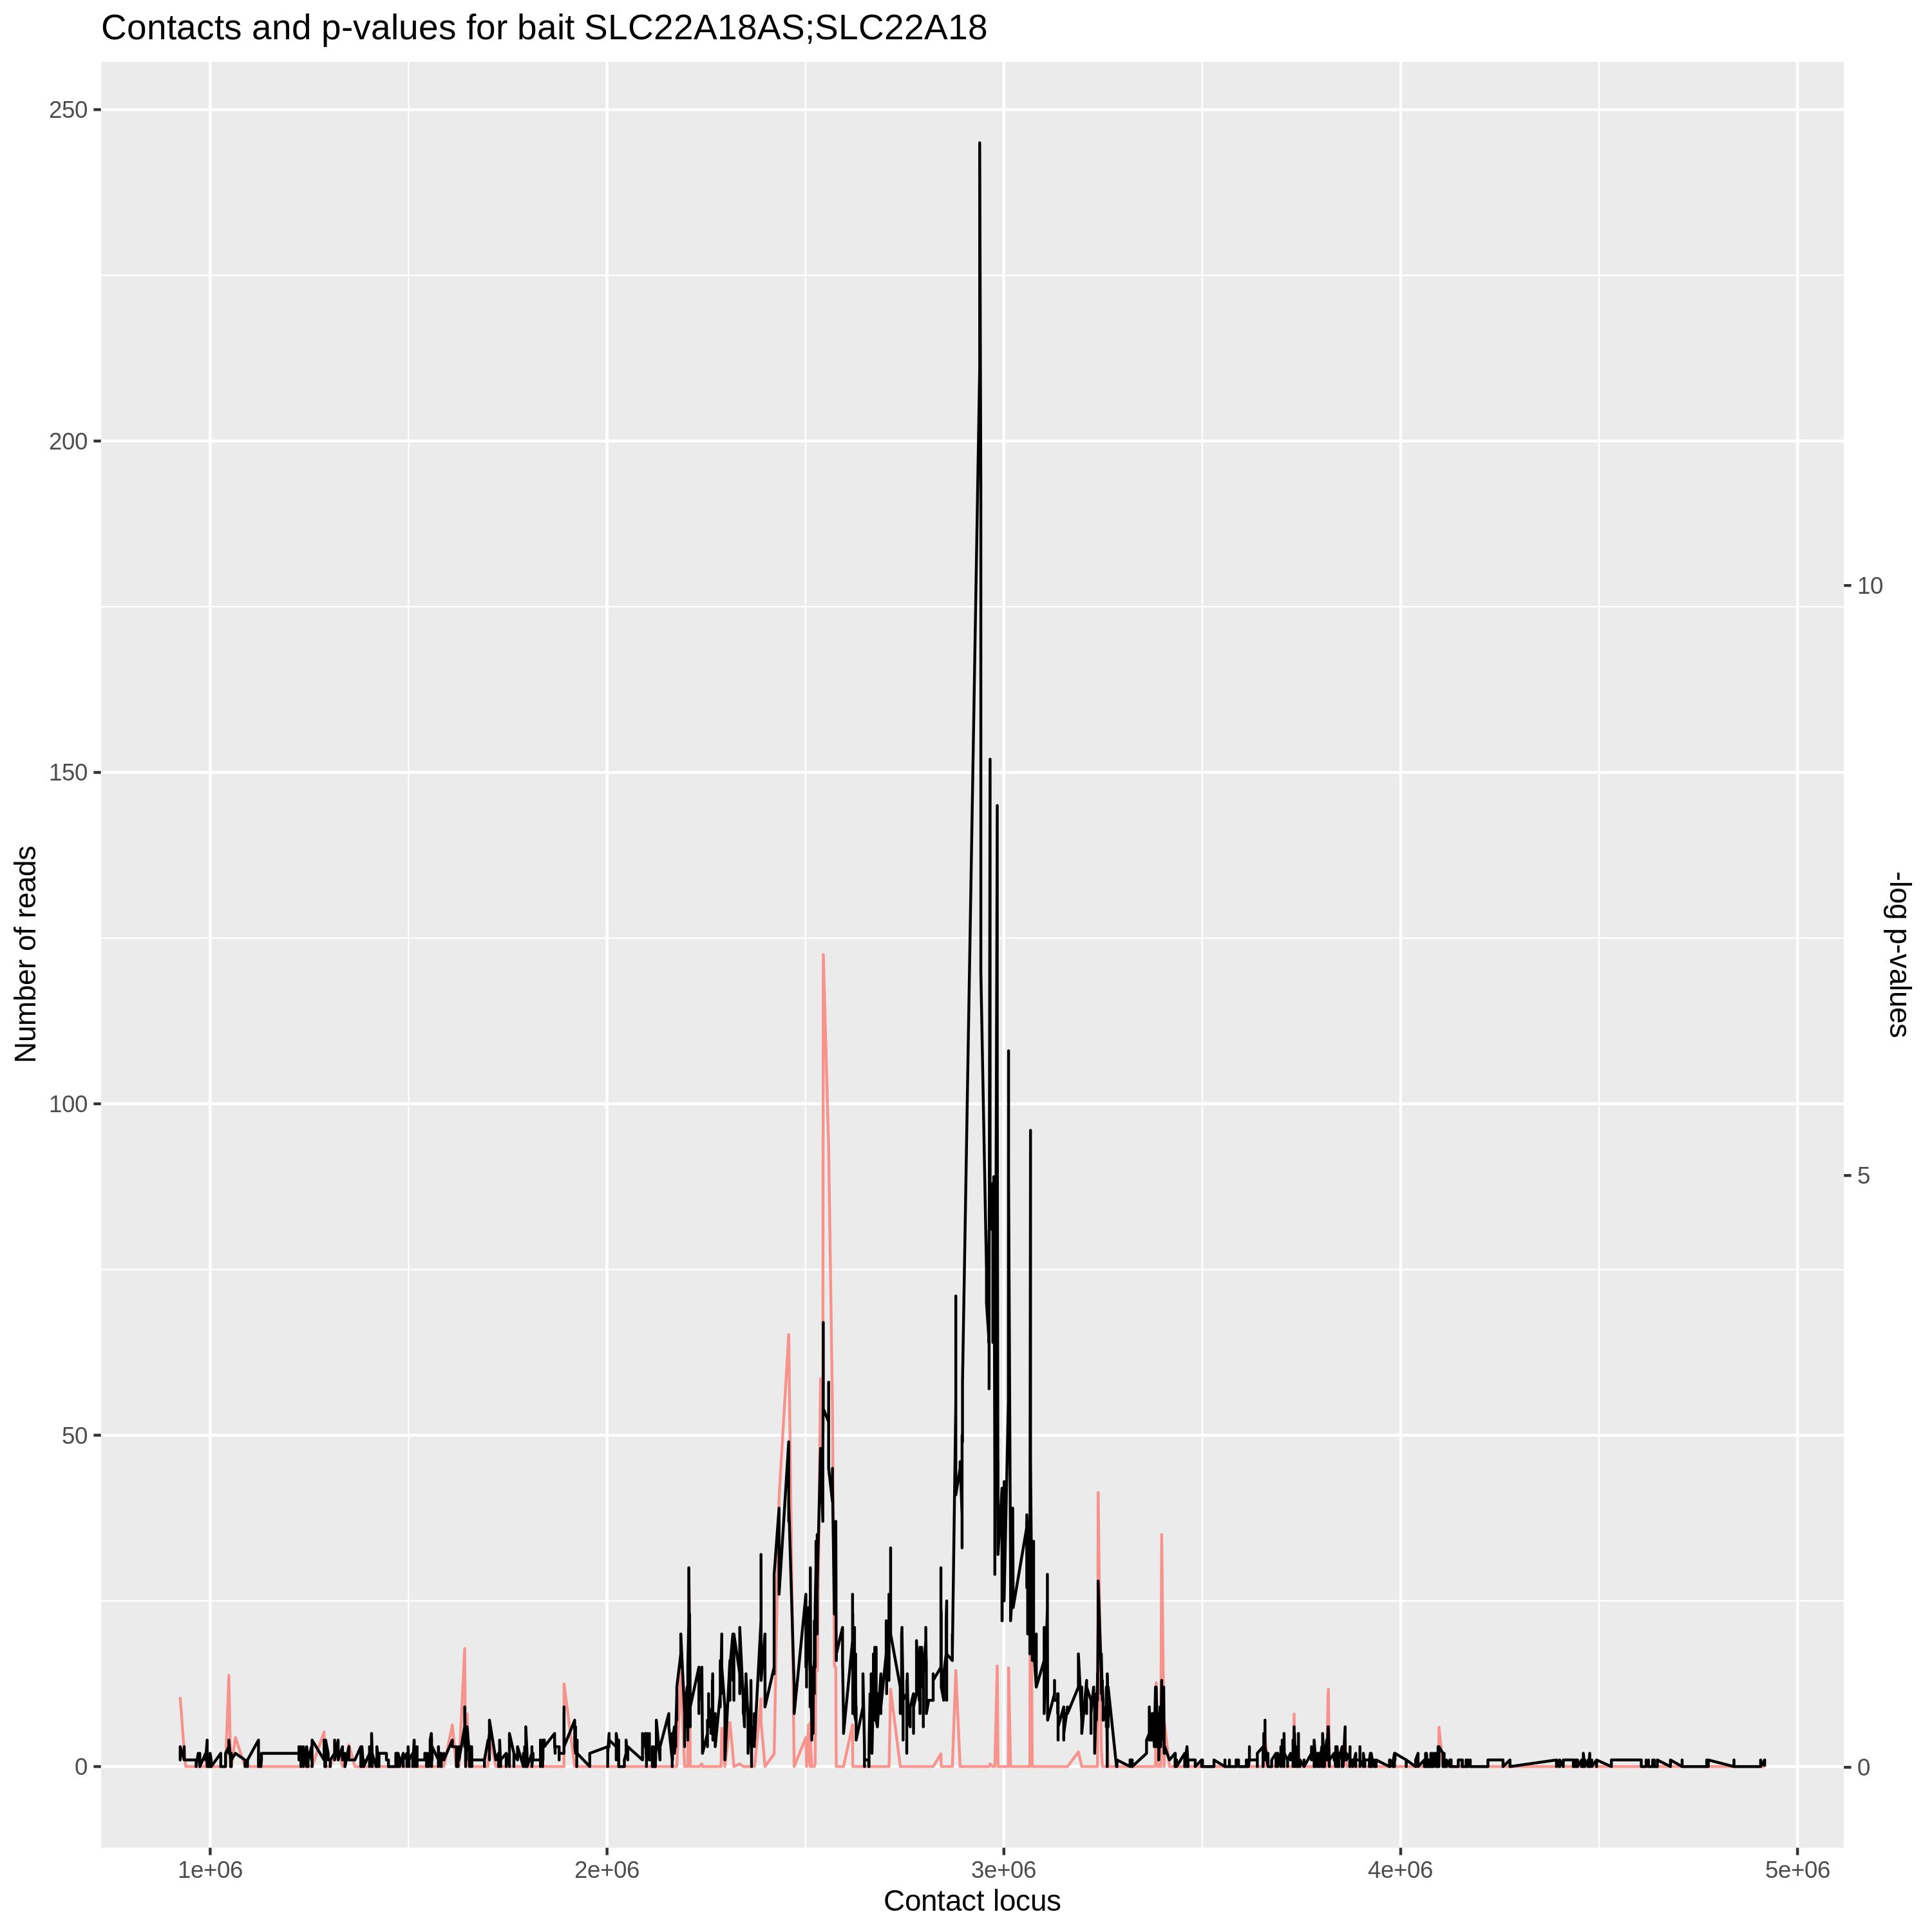 Contacts and p-values for bait SLC22A18AS;SLC22A18
250
200
150
100
50
0
Number of reads
10
5
0
-log p-values
1e+06
2e+06
3e+06
4e+06
5e+06
Contact locus